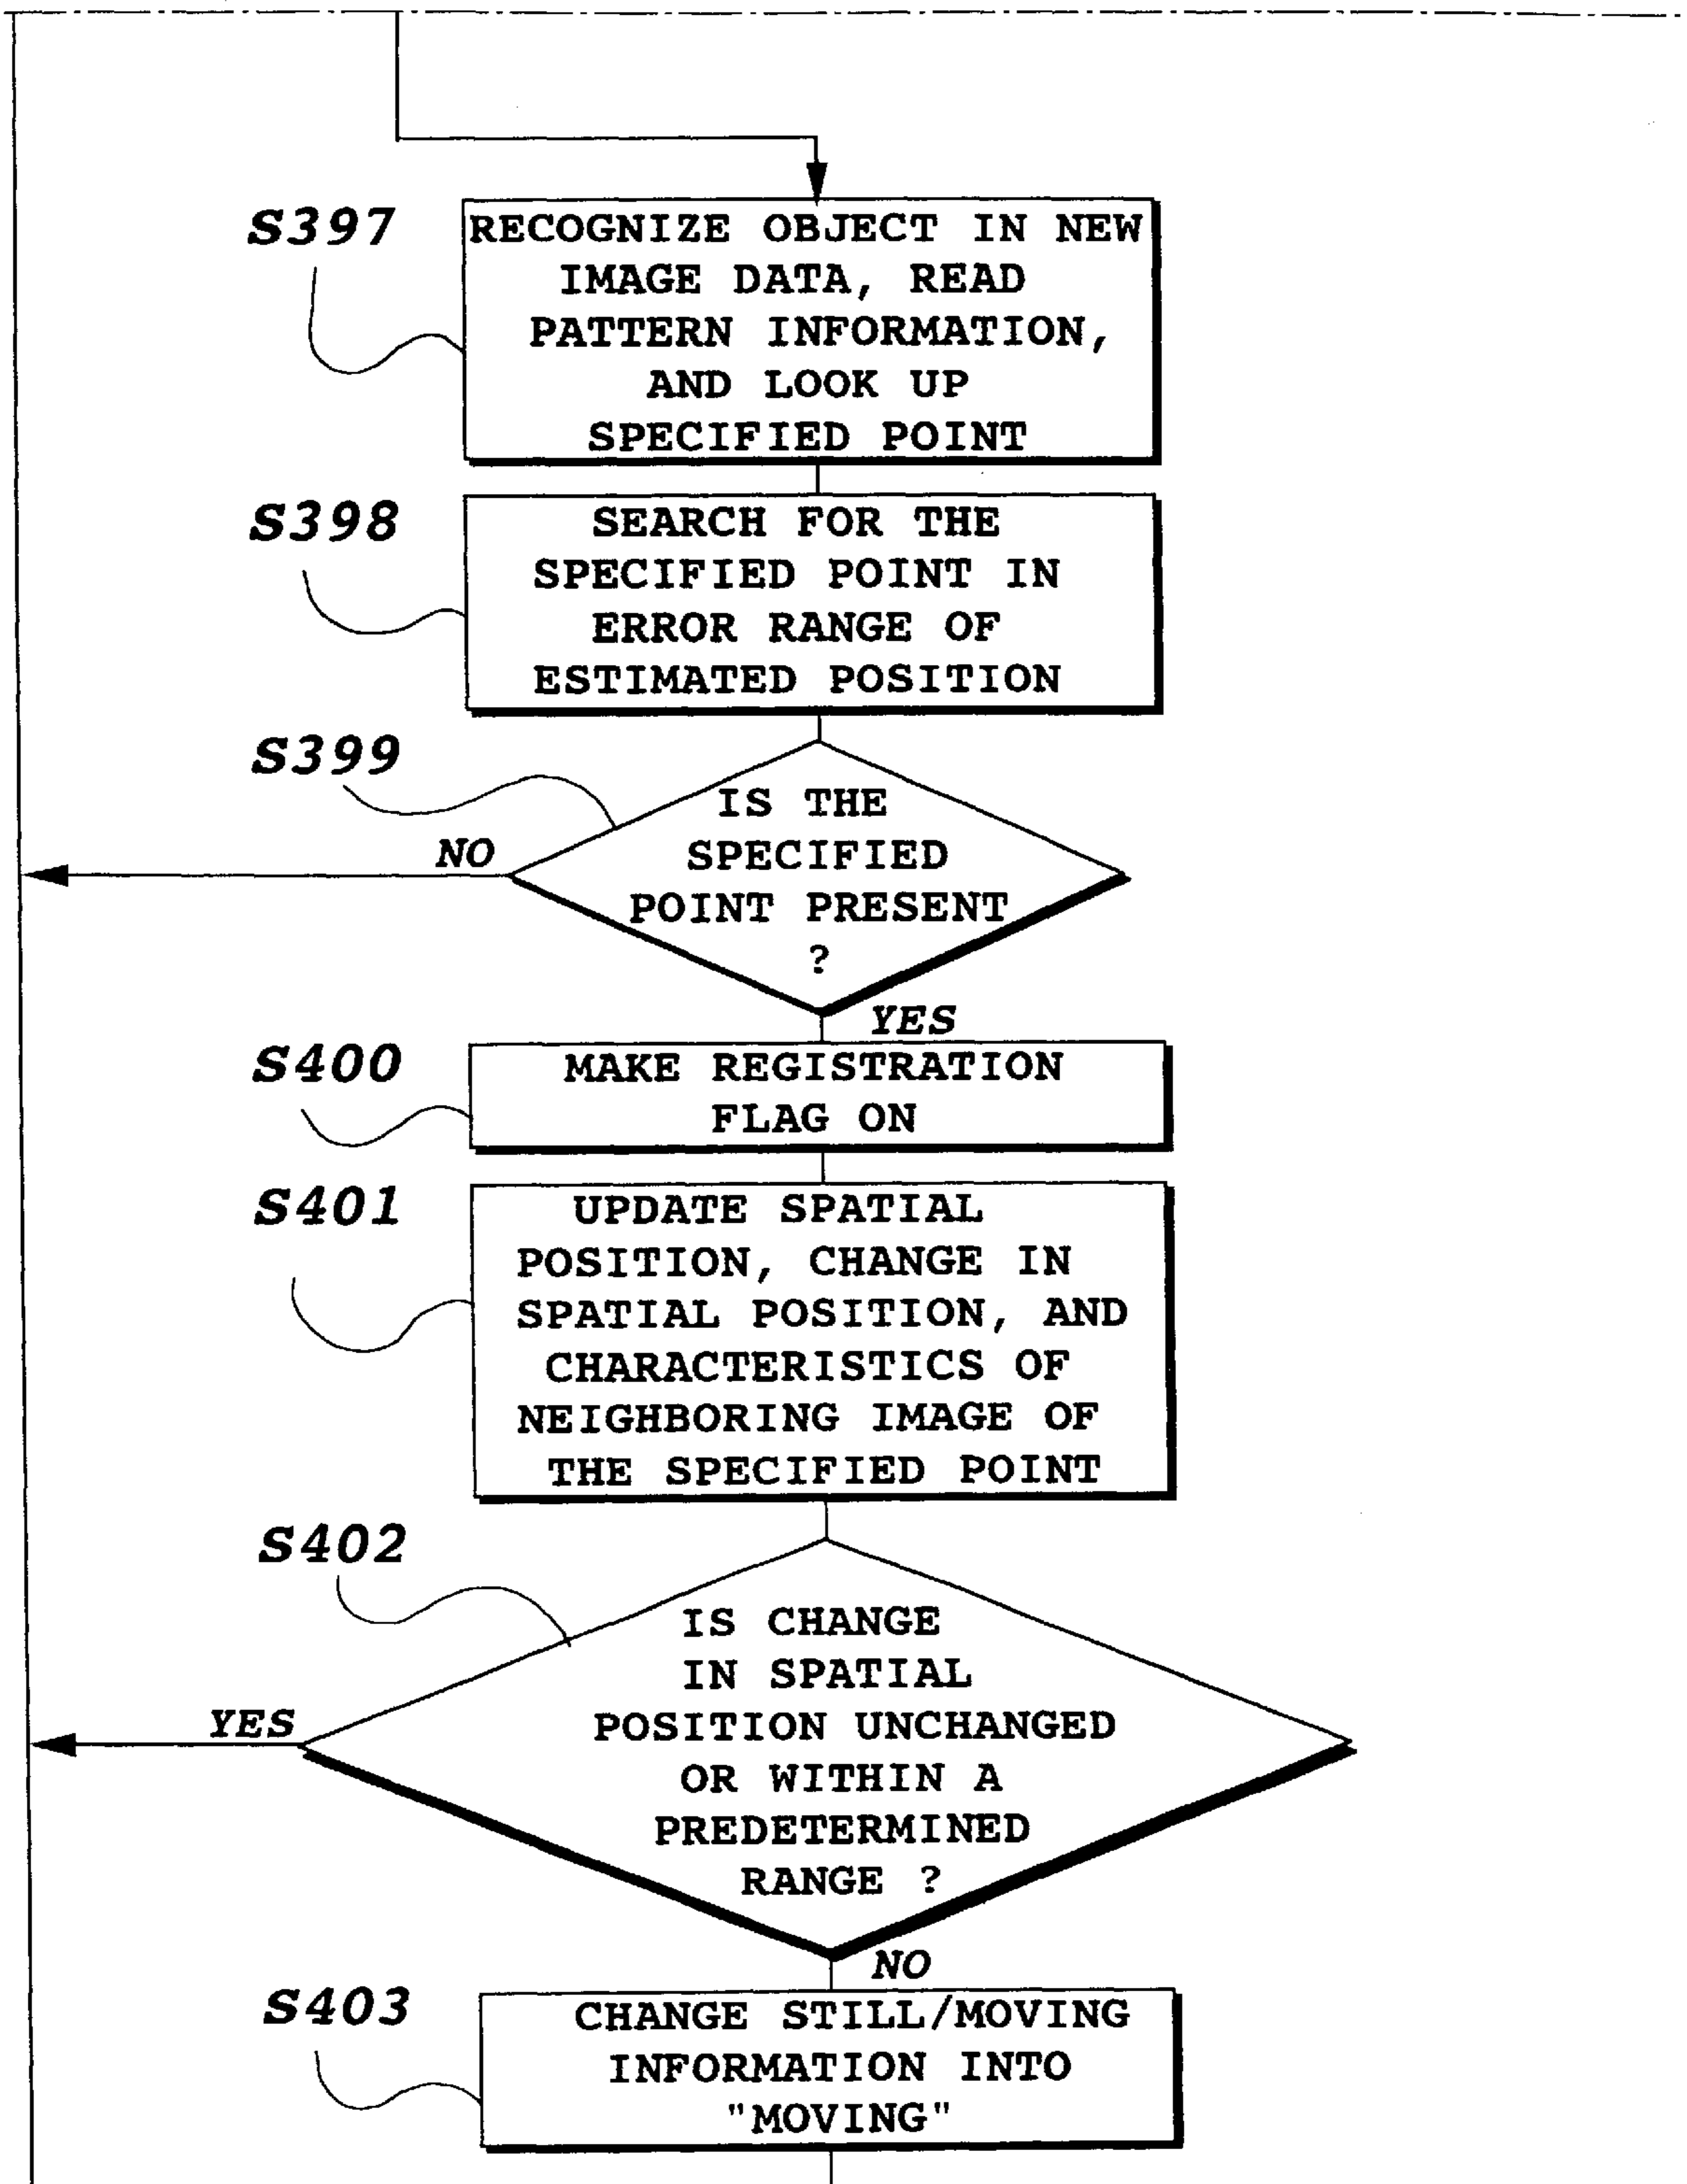 S397
RECOGNIZE OBJECT IN NEW
IMAGE DATA, READ
PATTERN INFORMATION,
AND LOOK UP
SPECIFIED POINT
S398
SEARCH FOR THE
SPECIFIED POINT IN
ERROR RANGE OF
ESTIMATED POSITION
S399
IS THE
SPECIFIED
POINT PRESENT
?
NO
YES
S400
MAKE REGISTRATION
FLAG ON
S401
UPDATE SPATIAL
POSITION, CHANGE IN
SPATIAL POSITION, AND
CHARACTERISTICS OF
NEIGHBORING IMAGE OF
THE SPECIFIED POINT
S402
IS CHANGE
IN SPATIAL
POSITION UNCHANGED
OR WITHIN A
PREDETERMINED
RANGE ?
YES
NO
S403
CHANGE STILL/MOVING
INFORMATION INTO
"MOVING"